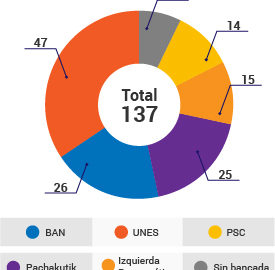 14
47
15
Total
137
25
26
BAN
UNES
PSC
Pachakutik
Izquierda
Sin bancada